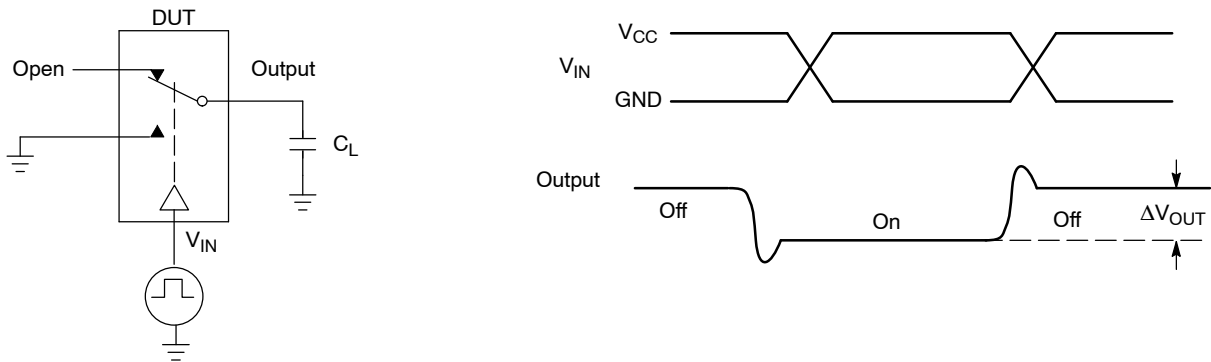 DUT
Open
Output
C_L
V_IN
V_CC
V_IN
GND
Output
Off
On
Off
ΔV_OUT